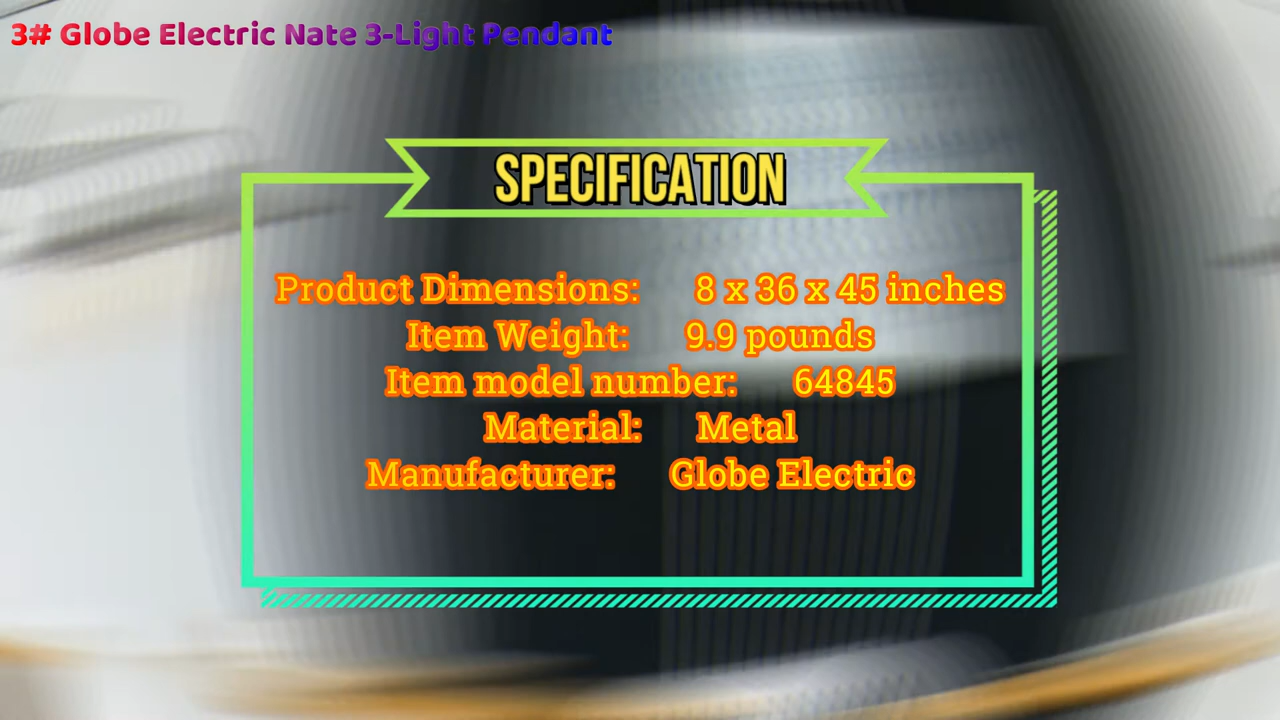 3# Globe Electric Nate 3-Light Pendant
SPECIFICATION
Product Dimensions: 8 x 36 x 45 inches
Item Weight: 9.9 pounds
Item model number: 64845
Material: Metal
Manufacturer: Globe Electric